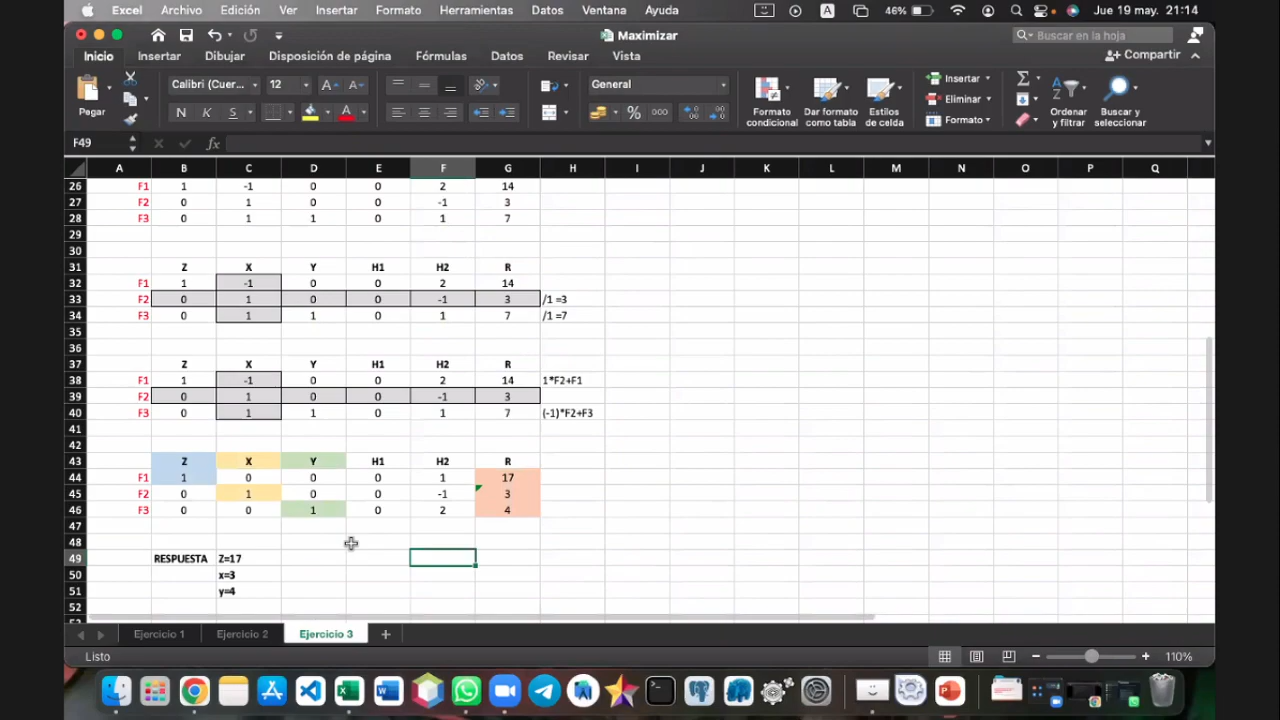 Excel Archivo Edición Ver Insertar Formato Herramientas Datos Ventana Ayuda A 46% Jue 19 may. 21:14
Maximizar Buscar en la hoja
Inicio Insertar Dibujar Disposición de página Fórmulas Datos Revisar Vista Compartir
Pegar Calibri (Cuer... 12 A A General Formato condicional Dar formato como tabla Estilos de celda Insertar Eliminar Formato Ordenar y filtrar Buscar y seleccionar
N K S A % 000
F49 fx
A B C D E F G H I J K L M N O P Q
26 F1 1 -1 0 0 2 14
27 F2 0 1 0 0 -1 3
28 F3 0 1 1 0 1 7
29
30
31 Z X Y H1 H2 R
32 F1 1 -1 0 0 2 14
33 F2 0 1 0 0 -1 3 /1 =3
34 F3 0 1 1 0 1 7 /1 =7
35
36
37 Z X Y H1 H2 R
38 F1 1 -1 0 0 2 14 1*F2+F1
39 F2 0 1 0 0 -1 3
40 F3 0 1 1 0 1 7 (-1)*F2+F3
41
42
43 Z X Y H1 H2 R
44 F1 1 0 0 0 1 17
45 F2 0 1 0 0 -1 3
46 F3 0 0 1 0 2 4
47
48
49 RESPUESTA Z=17
50 x=3
51 y=4
52
Ejercicio 1 Ejercicio 2 Ejercicio 3 +
Listo 110%